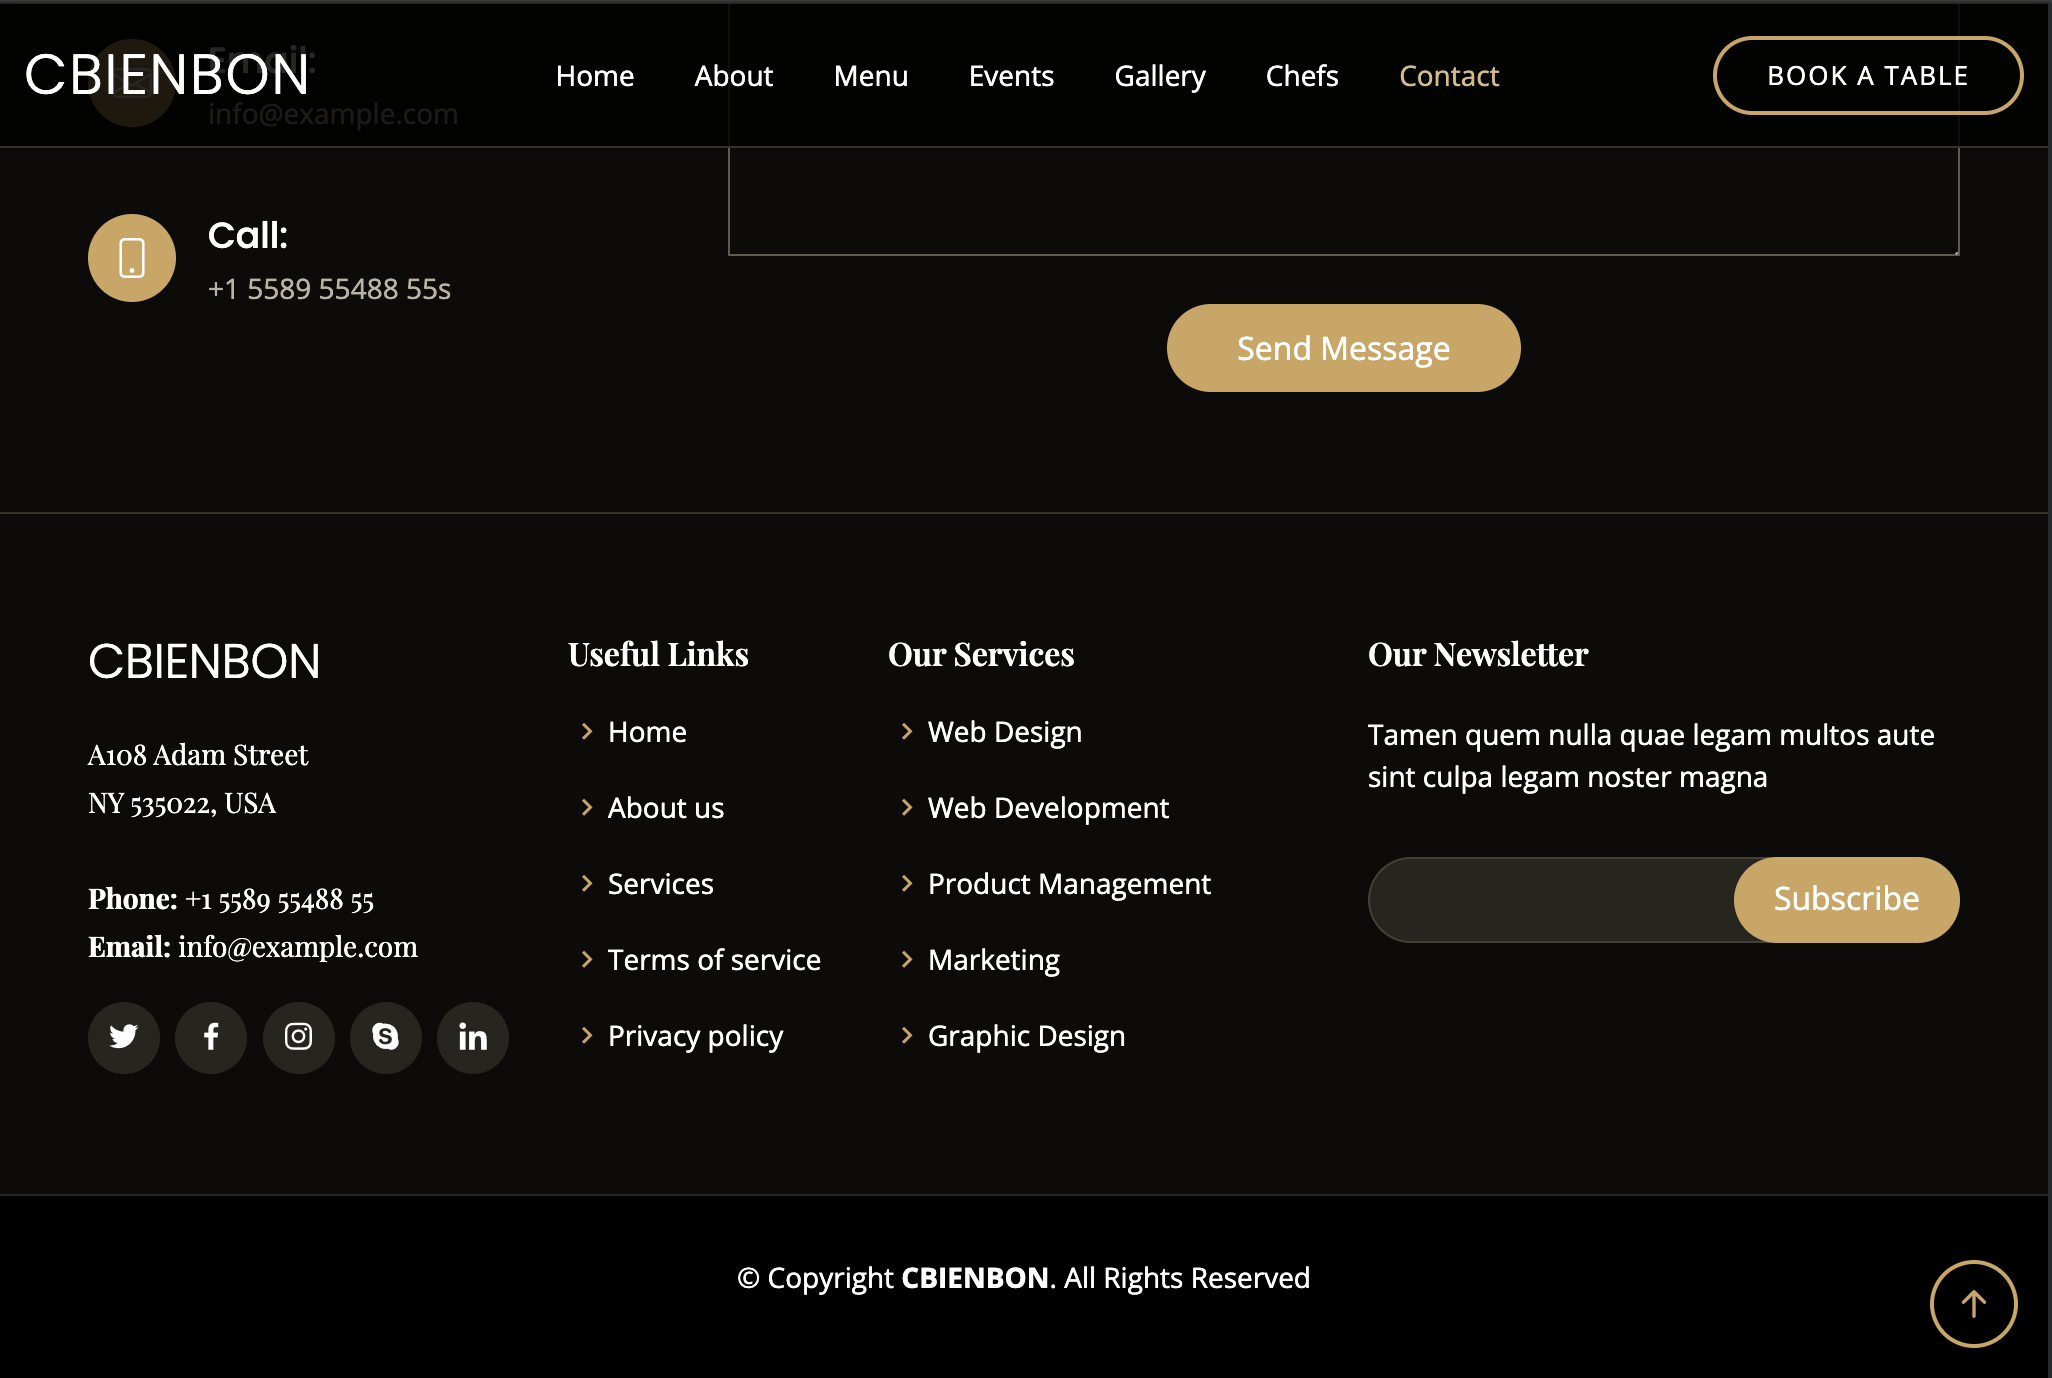 CBIENBON
Home
About
Menu
Events
Gallery
Chefs
Contact
BOOK A TABLE
Email:
info@example.com
Call:
+1 5589 55488 55s
Send Message
CBIENBON
A108 Adam Street
NY 535022, USA
Phone: +1 5589 55488 55
Email: info@example.com
Useful Links
Home
About us
Services
Terms of service
Privacy policy
Our Services
Web Design
Web Development
Product Management
Marketing
Graphic Design
Our Newsletter
Tamen quem nulla quae legam multos aute
sint culpa legam noster magna
Subscribe
© Copyright CBIENBON. All Rights Reserved